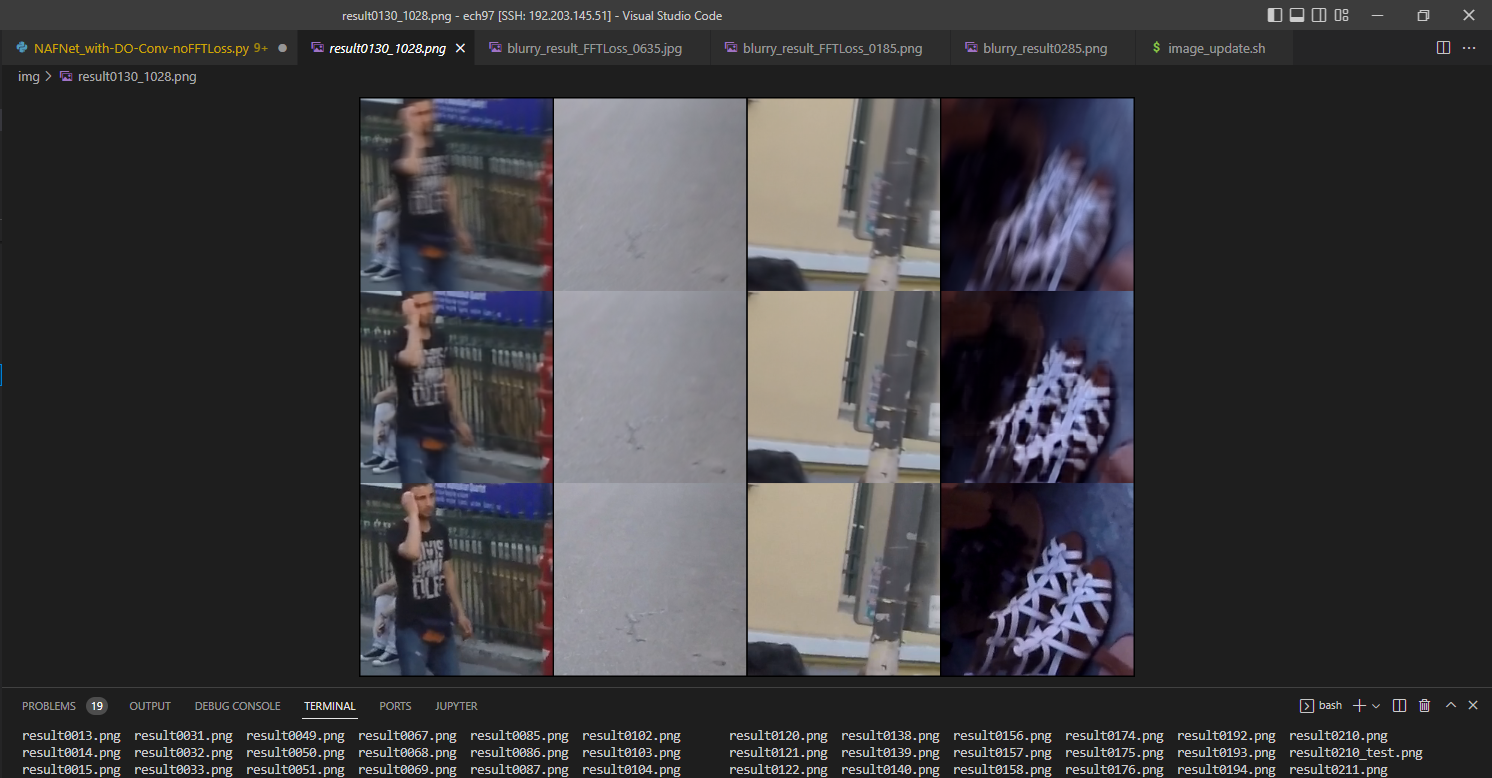 result0130_1028.png - ech97 [SSH: 192.203.145.51] - Visual Studio Code
NAFNet_with-DO-Conv-noFFTLoss.py 9+
result0130_1028.png
blurry_result_FFTLoss_0635.jpg
blurry_result_FFTLoss_0185.png
blurry_result0285.png
$ image_update.sh
img > result0130_1028.png
PROBLEMS 19 OUTPUT DEBUG CONSOLE TERMINAL PORTS JUPYTER bash
result0013.png result0031.png result0049.png result0067.png result0085.png result0102.png result0120.png result0138.png result0156.png result0174.png result0192.png result0210.png
result0014.png result0032.png result0050.png result0068.png result0086.png result0103.png result0121.png result0139.png result0157.png result0175.png result0193.png result0210_test.png
result0015.png result0033.png result0051.png result0069.png result0087.png result0104.png result0122.png result0140.png result0158.png result0176.png result0194.png result0211.png